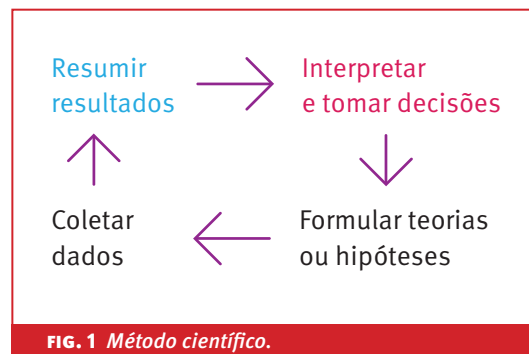 Resumir
resultados
Interpretar
e tomar decisões
Coletar
dados
Formular teorias
ou hipóteses
FIG. 1 Método científico.